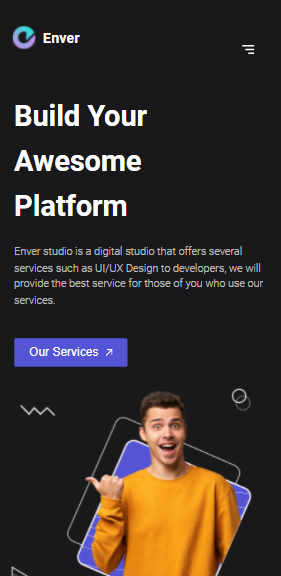 Enver
Build Your
Awesome
Platform
Enver studio is a digital studio that offers several
services such as UI/UX Design to developers, we will
provide the best service for those of you who use our
services.
Our Services